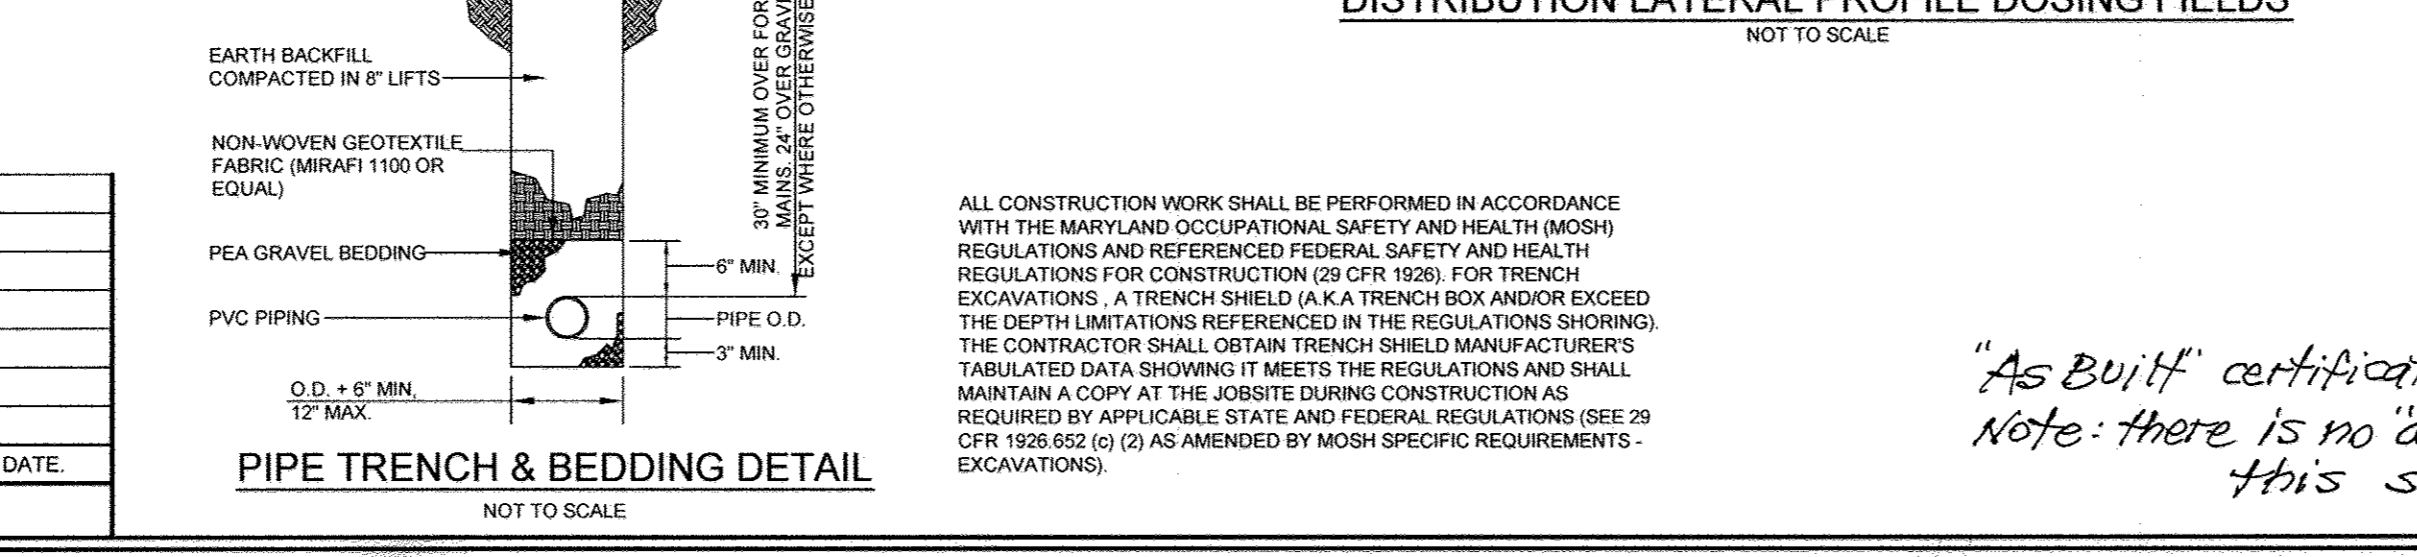 DISTRIBUTION LATERAL PROFILE DOSING FIELDS
NOT TO SCALE
EARTH BACKFILL
COMPACTED IN 8" LIFTS
NON-WOVEN GEOTEXTILE
FABRIC (MIRAFI 1100 OR
EQUAL)
PEA GRAVEL BEDDING
PVC PIPING
30" MINIMUM OVER FOR
MAINS. 24" OVER GRAV
EXCEPT WHERE OTHERWISE
6" MIN.
PIPE O.D.
3" MIN.
O.D. + 6" MIN.
12" MAX.
PIPE TRENCH & BEDDING DETAIL
NOT TO SCALE
DATE.
ALL CONSTRUCTION WORK SHALL BE PERFORMED IN ACCORDANCE
WITH THE MARYLAND OCCUPATIONAL SAFETY AND HEALTH (MOSH)
REGULATIONS AND REFERENCED FEDERAL SAFETY AND HEALTH
REGULATIONS FOR CONSTRUCTION (29 CFR 1926). FOR TRENCH
EXCAVATIONS , A TRENCH SHIELD (A.K.A TRENCH BOX AND/OR EXCEED
THE DEPTH LIMITATIONS REFERENCED IN THE REGULATIONS SHORING).
THE CONTRACTOR SHALL OBTAIN TRENCH SHIELD MANUFACTURER'S
TABULATED DATA SHOWING IT MEETS THE REGULATIONS AND SHALL
MAINTAIN A COPY AT THE JOBSITE DURING CONSTRUCTION AS
REQUIRED BY APPLICABLE STATE AND FEDERAL REGULATIONS (SEE 29
CFR 1926.652 (c) (2) AS AMENDED BY MOSH SPECIFIC REQUIREMENTS -
EXCAVATIONS).
"As Built" certificat
Note: there is no "a
this s